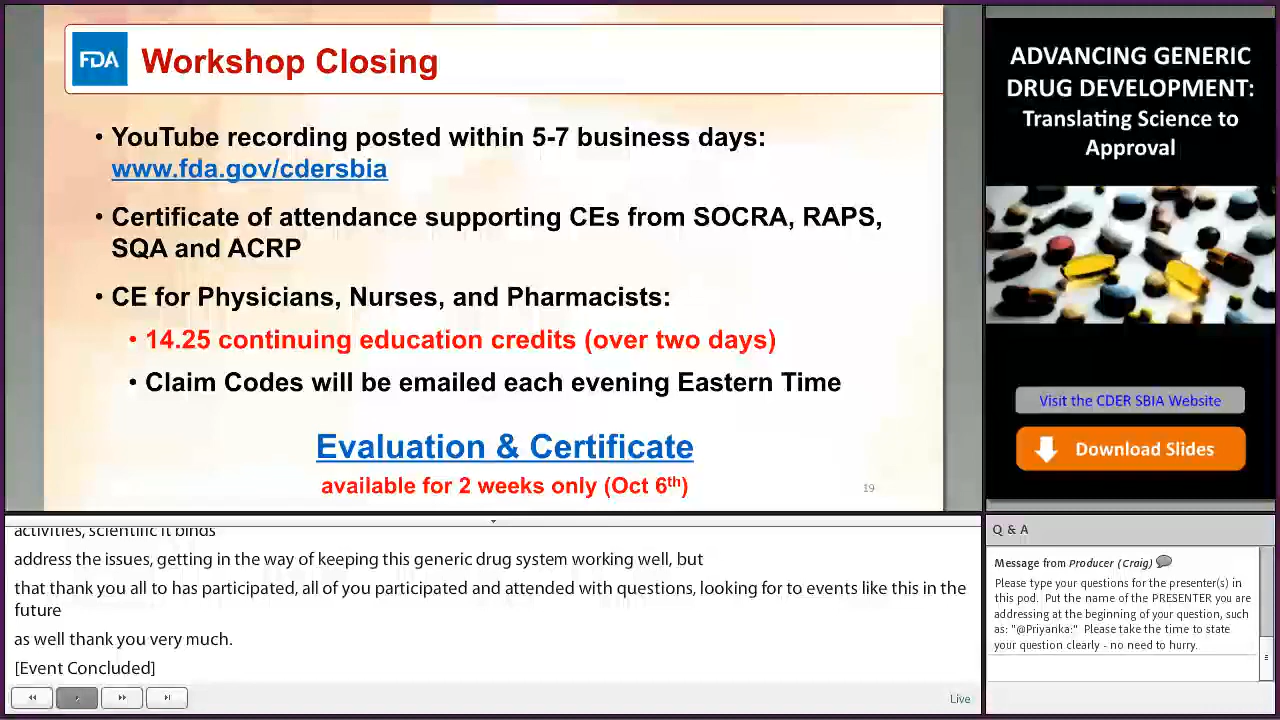 FDA
Workshop Closing
• YouTube recording posted within 5-7 business days:
www.fda.gov/cdersbia
• Certificate of attendance supporting CEs from SOCRA, RAPS,
SQA and ACRP
• CE for Physicians, Nurses, and Pharmacists:
• 14.25 continuing education credits (over two days)
• Claim Codes will be emailed each evening Eastern Time
Evaluation & Certificate
available for 2 weeks only (Oct 6th)
19
activities, scientific it binds
address the issues, getting in the way of keeping this generic drug system working well, but
that thank you all to has participated, all of you participated and attended with questions, looking for to events like this in the
future
as well thank you very much.
[Event Concluded]
Live
ADVANCING GENERIC
DRUG DEVELOPMENT:
Translating Science to
Approval
Visit the CDER SBIA Website
Download Slides
Q & A
Message from Producer (Craig)
Please type your questions for the presenter(s) in
this pod. Put the name of the PRESENTER you are
addressing at the beginning of your question, such
as: "@Priyanka:" Please take the time to state
your question clearly - no need to hurry.